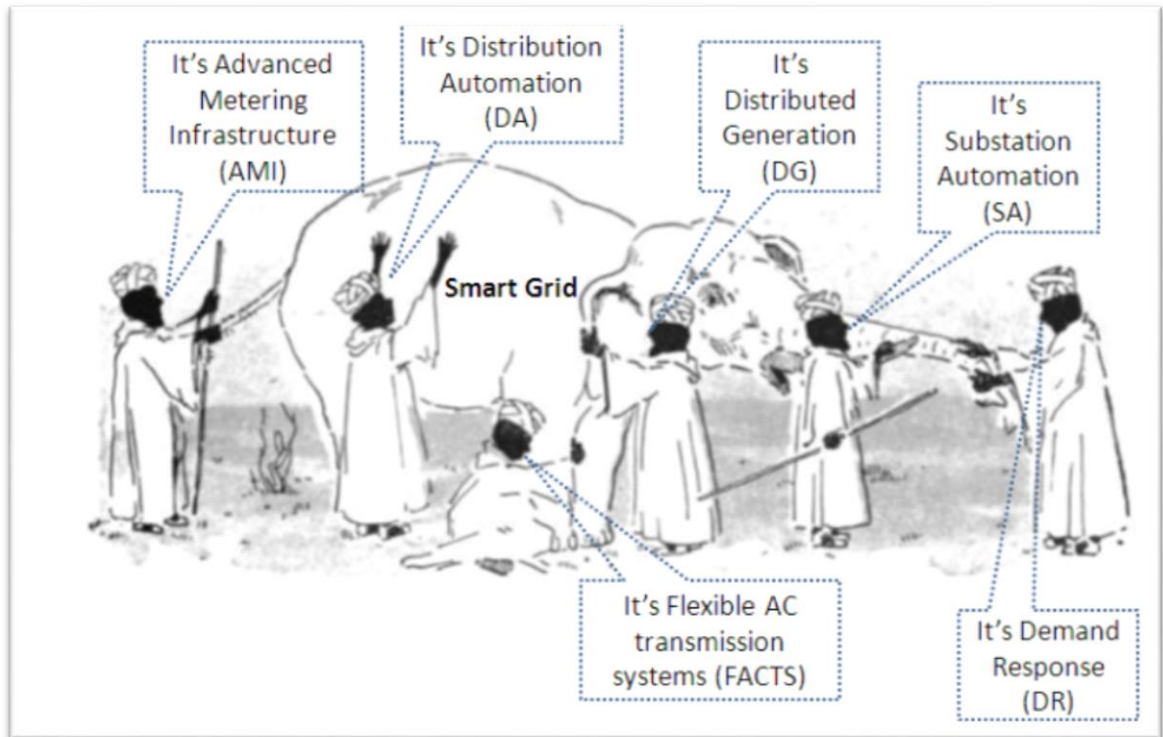 It's Advanced
Metering
Infrastructure
(AMI)
It's Distribution
Automation
(DA)
It's
Distributed
Generation
(DG)
It's
Substation
Automation
(SA)
Smart Grid
It's Flexible AC
transmission
systems (FACTS)
It's Demand
Response
(DR)